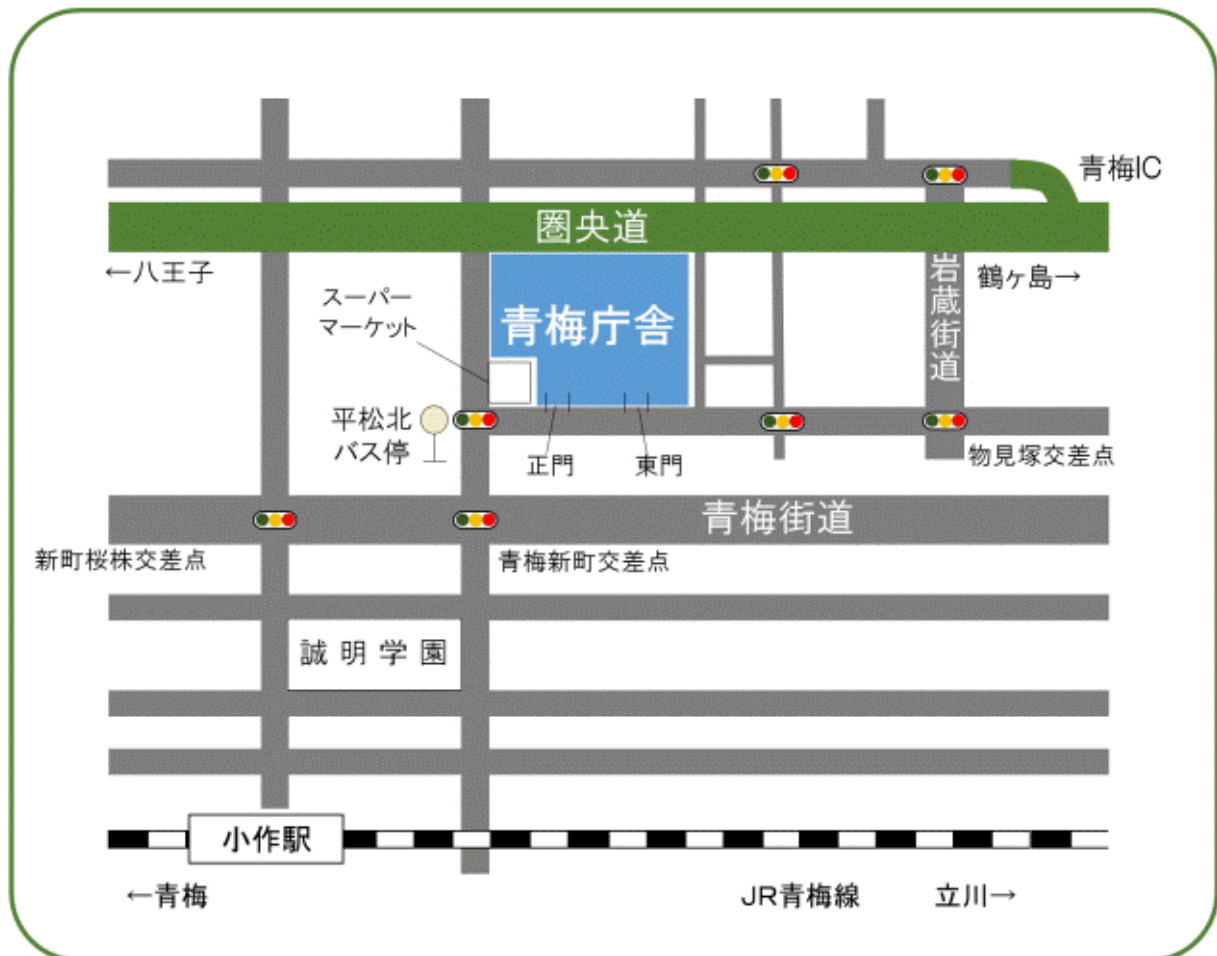 青梅IC
圏央道
←八王子
鶴ヶ島→
岩蔵街道
スーパー
マーケット
青梅庁舎
平松北
バス停
正門
東門
物見塚交差点
青梅街道
新町桜株交差点
青梅新町交差点
誠明学園
小作駅
←青梅
JR青梅線
立川→